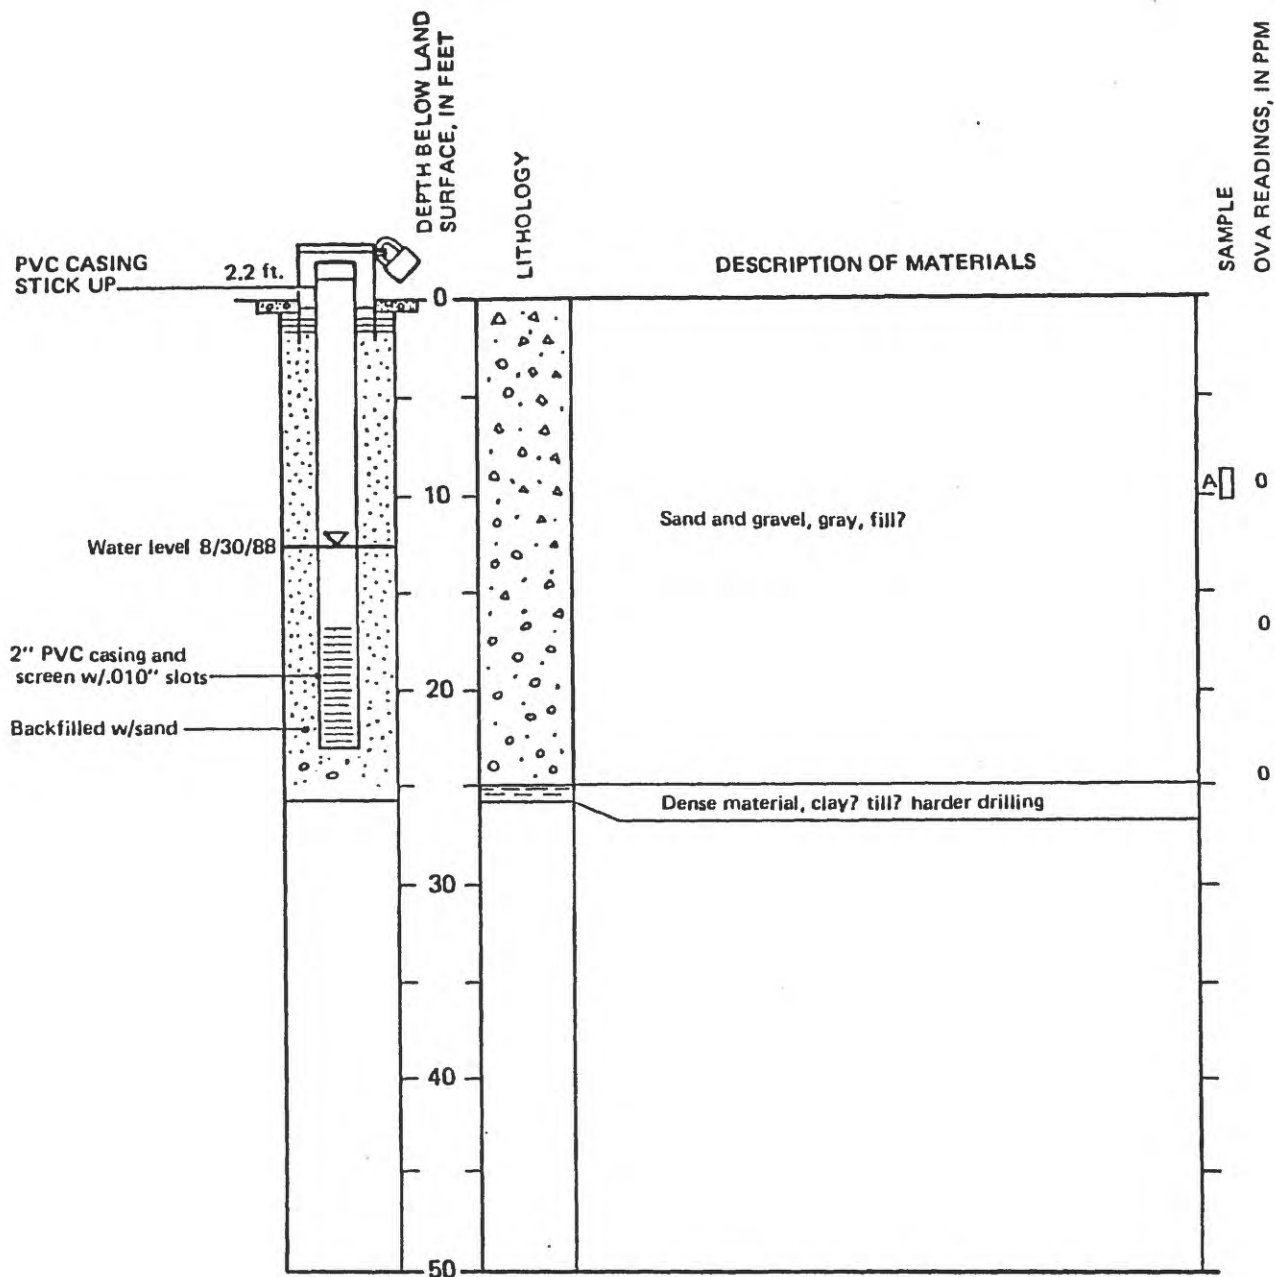 DEPTH BELOW LAND
SURFACE, IN FEET
LITHOLOGY
DESCRIPTION OF MATERIALS
SAMPLE
OVA READINGS, IN PPM
PVC CASING
STICK UP
2.2 ft.
0
10
A
0
Sand and gravel, gray, fill?
Water level 8/30/88
0
2" PVC casing and
screen w/.010" slots
20
Backfilled w/sand
0
Dense material, clay? till? harder drilling
30
40
50